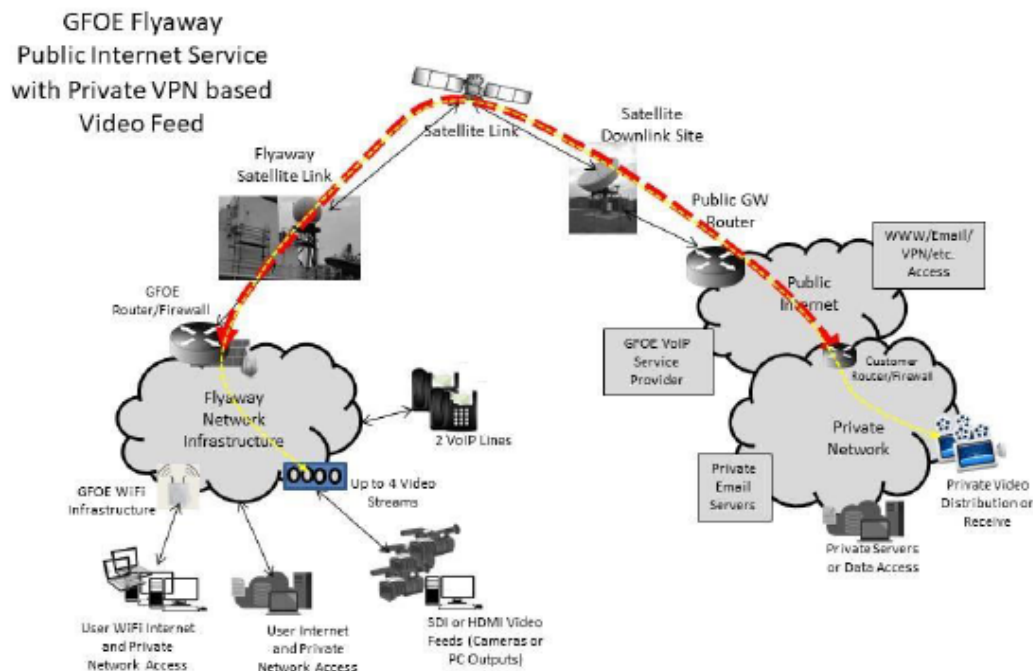 GFOE Flyaway
Public Internet Service
with Private VPN based
Video Feed
Satellite Link
Satellite
Downlink Site
Flyaway
Satellite Link
Public GW
Router
WWW/Email/
VPN/etc.
Access
Public
Internet
GFOE
Router/Firewall
GFOE VoIP
Service
Provider
Customer
Router/Firewall
Flyaway
Network
Infrastructure
2 VoIP Lines
Private
Network
GFOE WiFi
Infrastructure
Up to 4 Video
Streams
Private
Email
Servers
Private Video
Distribution or
Receive
Private Servers
or Data Access
User WiFi Internet
and Private
Network Access
User Internet
and Private
Network Access
SDI or HDMI Video
Feeds (Cameras or
PC Outputs)